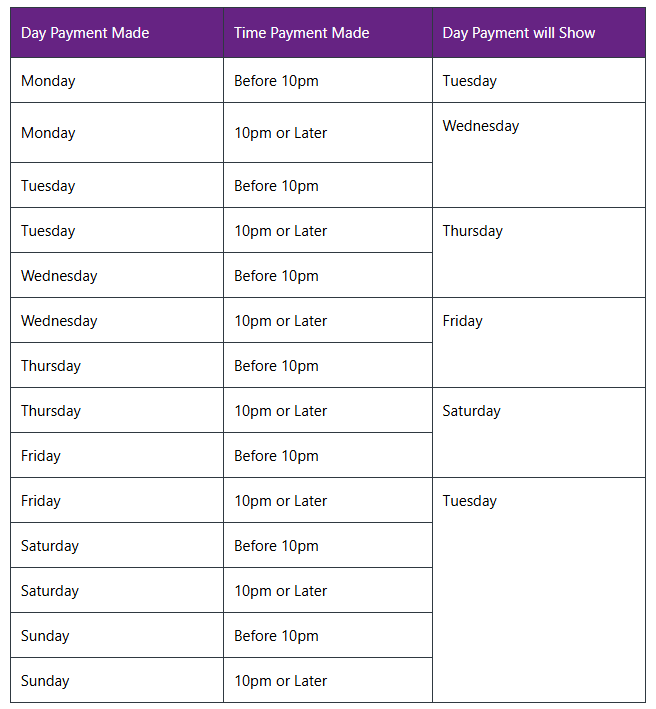 Day Payment Made Time Payment Made Day Payment will Show
Monday Before 10pm Tuesday
Monday 10pm or Later Wednesday
Tuesday Before 10pm
Tuesday 10pm or Later Thursday
Wednesday Before 10pm
Wednesday 10pm or Later Friday
Thursday Before 10pm
Thursday 10pm or Later Saturday
Friday Before 10pm
Friday 10pm or Later Tuesday
Saturday Before 10pm
Saturday 10pm or Later
Sunday Before 10pm
Sunday 10pm or Later